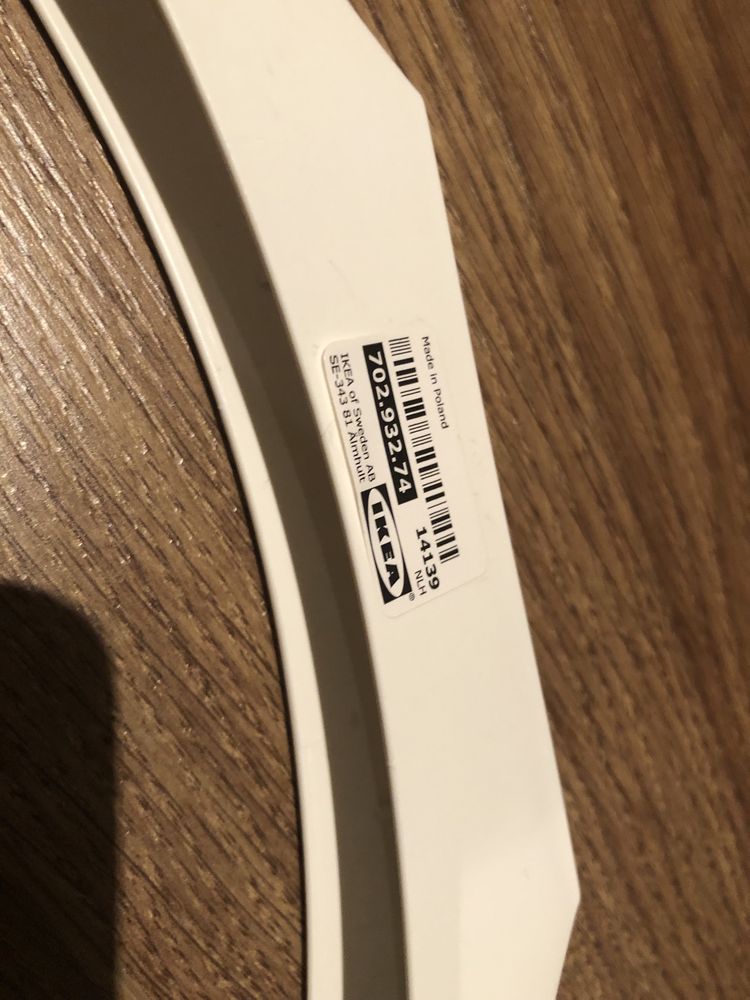 Made in Poland
14139
NLH
702.932.74
IKEA of Sweden AB
SE-343 81 Älmhult
IKEA®